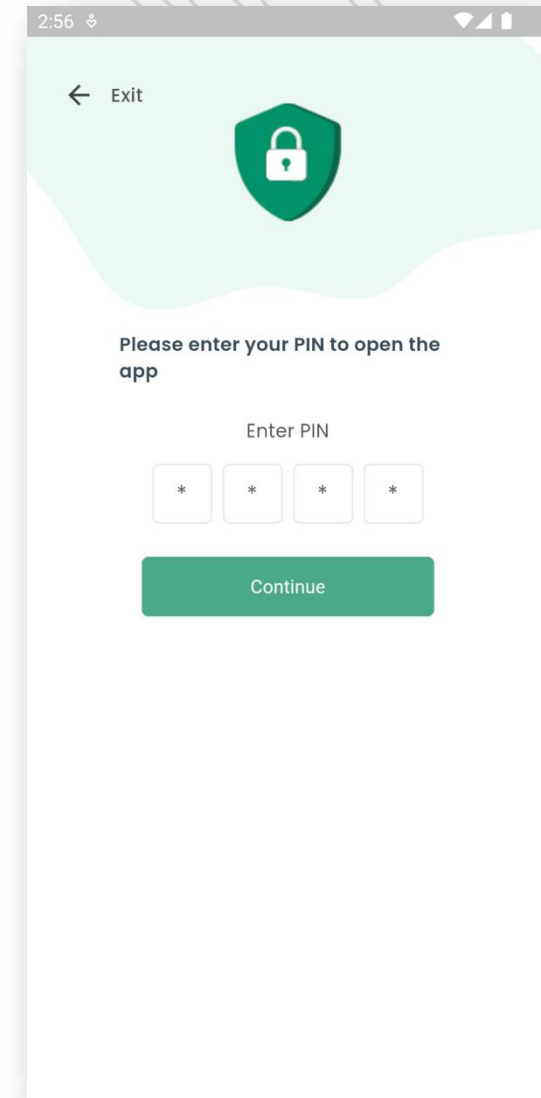 2:56
Exit
Please enter your PIN to open the
app
Enter PIN
* * * *
Continue